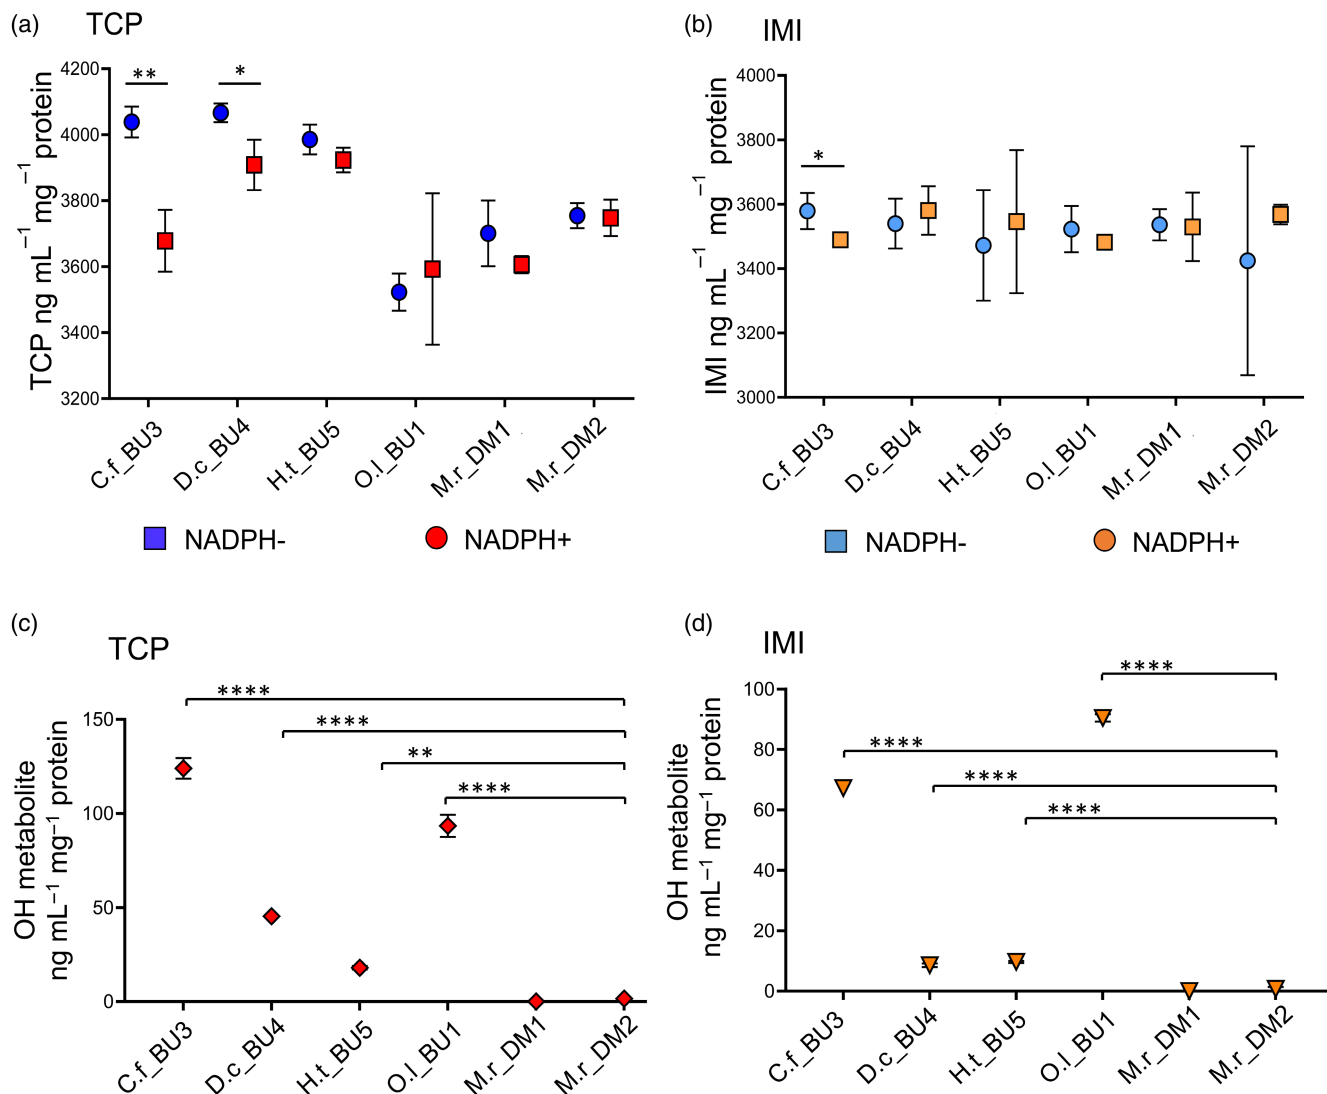 (a) TCP
TCP ng mL⁻¹ mg⁻¹ protein
4200
4000
3800
3600
3400
3200
**
*
C.f_BU3
D.c_BU4
H.t_BU5
O.l_BU1
M.r_DM1
M.r_DM2
NADPH-
NADPH+
(b) IMI
IMI ng mL⁻¹ mg⁻¹ protein
4000
3800
3600
3400
3200
3000
*
C.f_BU3
D.c_BU4
H.t_BU5
O.l_BU1
M.r_DM1
M.r_DM2
NADPH-
NADPH+
(c) TCP
OH metabolite
ng mL⁻¹ mg⁻¹ protein
150
100
50
0
****
****
**
****
C.f_BU3
D.c_BU4
H.t_BU5
O.l_BU1
M.r_DM1
M.r_DM2
(d) IMI
OH metabolite
ng mL⁻¹ mg⁻¹ protein
100
80
60
40
20
0
****
****
****
****
C.f_BU3
D.c_BU4
H.t_BU5
O.l_BU1
M.r_DM1
M.r_DM2